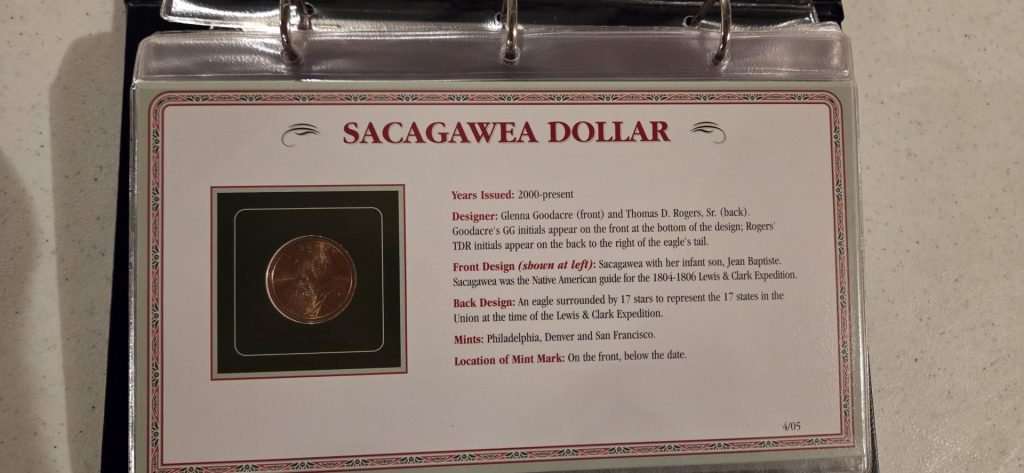 SACAGAWEA DOLLAR
Years Issued: 2000-present
Designer: Glenna Goodacre (front) and Thomas D. Rogers, Sr. (back).
Goodacre's GG initials appear on the front at the bottom of the design; Rogers'
TDR initials appear on the back to the right of the eagle's tail.
Front Design (shown at left): Sacagawea with her infant son, Jean Baptiste.
Sacagawea was the Native American guide for the 1804-1806 Lewis & Clark Expedition.
Back Design: An eagle surrounded by 17 stars to represent the 17 states in the
Union at the time of the Lewis & Clark Expedition.
Mints: Philadelphia, Denver and San Francisco.
Location of Mint Mark: On the front, below the date.
4/05